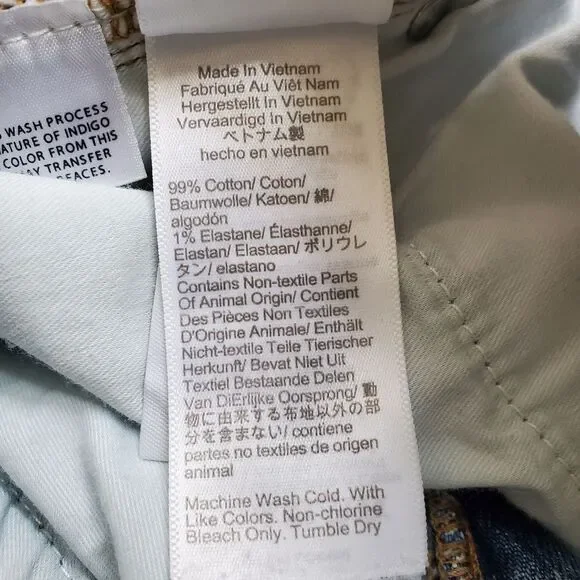 WASH PROCESS
NATURE OF INDIGO
COLOR FROM THIS
MAY TRANSFER
Made In Vietnam
Fabriqué Au Viêt Nam
Hergestellt In Vietnam
Vervaardigd In Vietnam
ベトナム製
hecho en vietnam
99% Cotton/ Coton/
Baumwolle/ Katoen/ 綿/
algodón
1% Elastane/ Élasthanne/
Elastan/ Elastaan/ ポリウレ
タン/ elastano
Contains Non-textile Parts
Of Animal Origin/ Contient
Des Pièces Non Textiles
D'Origine Animale/ Enthält
Nicht-textile Teile Tierischer
Herkunft/ Bevat Niet Uit
Textiel Bestaande Delen
Van DiErlijke Oorsprong/ 動
物に由来する布地以外の部
分を含まない/ contiene
partes no textiles de origen
animal
Machine Wash Cold. With
Like Colors. Non-chlorine
Bleach Only. Tumble Dry